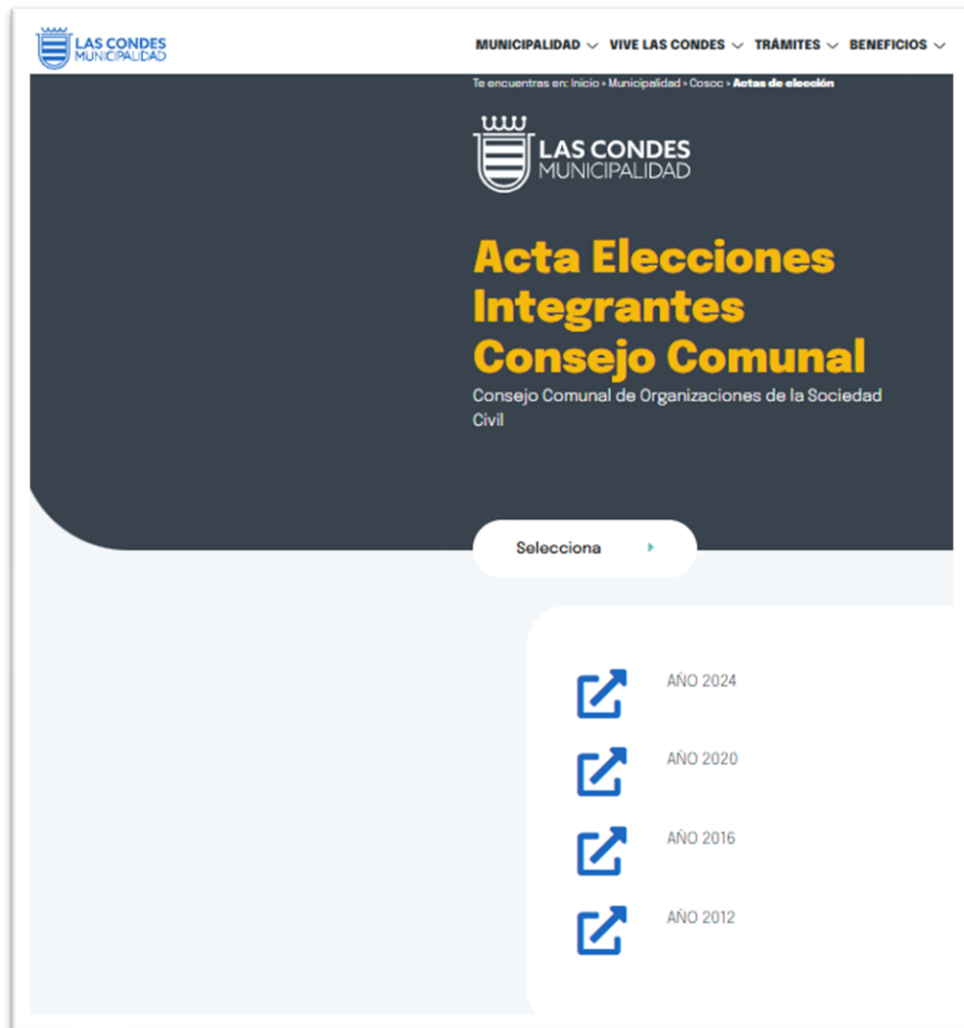 LAS CONDES
MUNICIPALIDAD
MUNICIPALIDAD VIVE LAS CONDES TRÁMITES BENEFICIOS
Te encuentras en: Inicio » Municipalidad » Cosoc » Actas de elección
LAS CONDES
MUNICIPALIDAD
Acta Elecciones
Integrantes
Consejo Comunal
Consejo Comunal de Organizaciones de la Sociedad
Civil
Selecciona
AÑO 2024
AÑO 2020
AÑO 2016
AÑO 2012